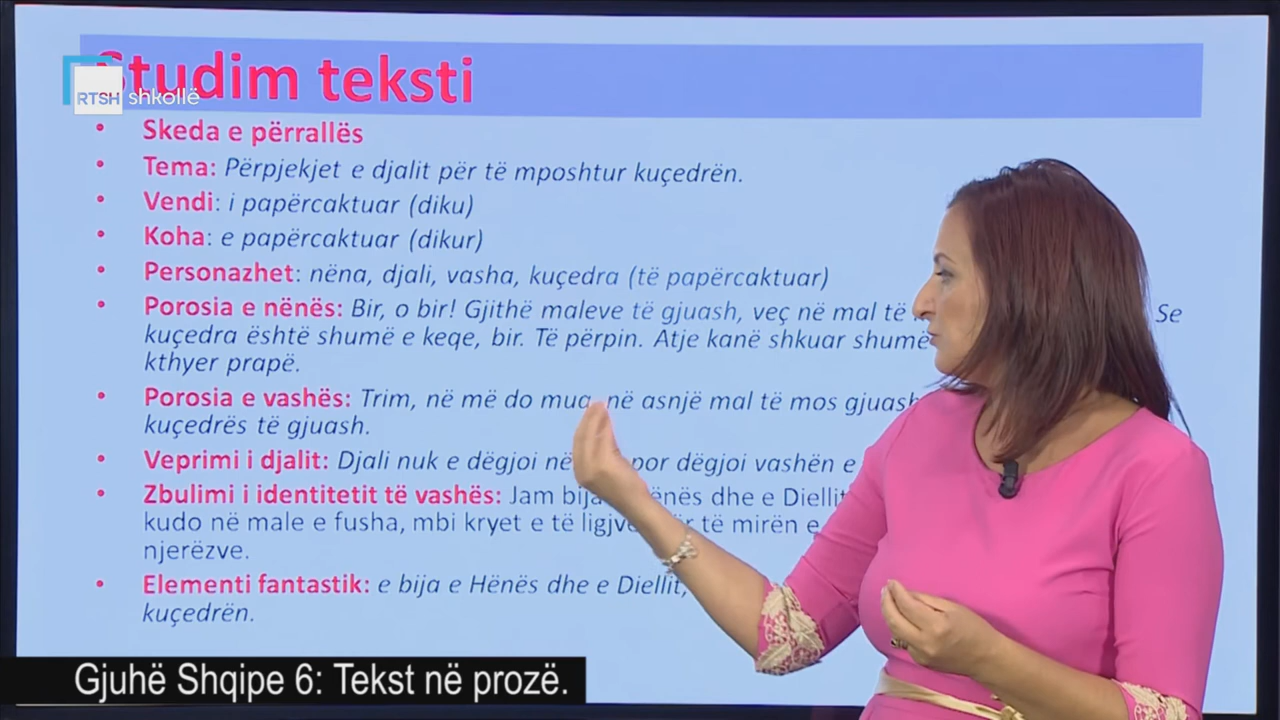 Studim teksti
RTSH shkollë
• Skeda e përrallës
• Tema: Përpjekjet e djalit për të mposhtur kuçedrën.
• Vendi: i papërcaktuar (diku)
• Koha: e papërcaktuar (dikur)
• Personazhet: nëna, djali, vasha, kuçedra (të papërcaktuar)
• Porosia e nënës: Bir, o bir! Gjithë maleve të gjuash, veç në mal të Se
kuçedra është shumë e keqe, bir. Të përpin. Atje kanë shkuar shumë
kthyer prapë.
• Porosia e vashës: Trim, në më do mua, në asnjë mal të mos gjuash
kuçedrës të gjuash.
• Veprimi i djalit: Djali nuk e dëgjoi por dëgjoi vashën e
• Zbulimi i identitetit të vashës: Jam bija dhe e Diellit
kudo në male e fusha, mbi kryet e të të mirën e
njerëzve.
• Elementi fantastik: e bija e Hënës dhe e Diellit,
kuçedrën.
Gjuhë Shqipe 6: Tekst në prozë.